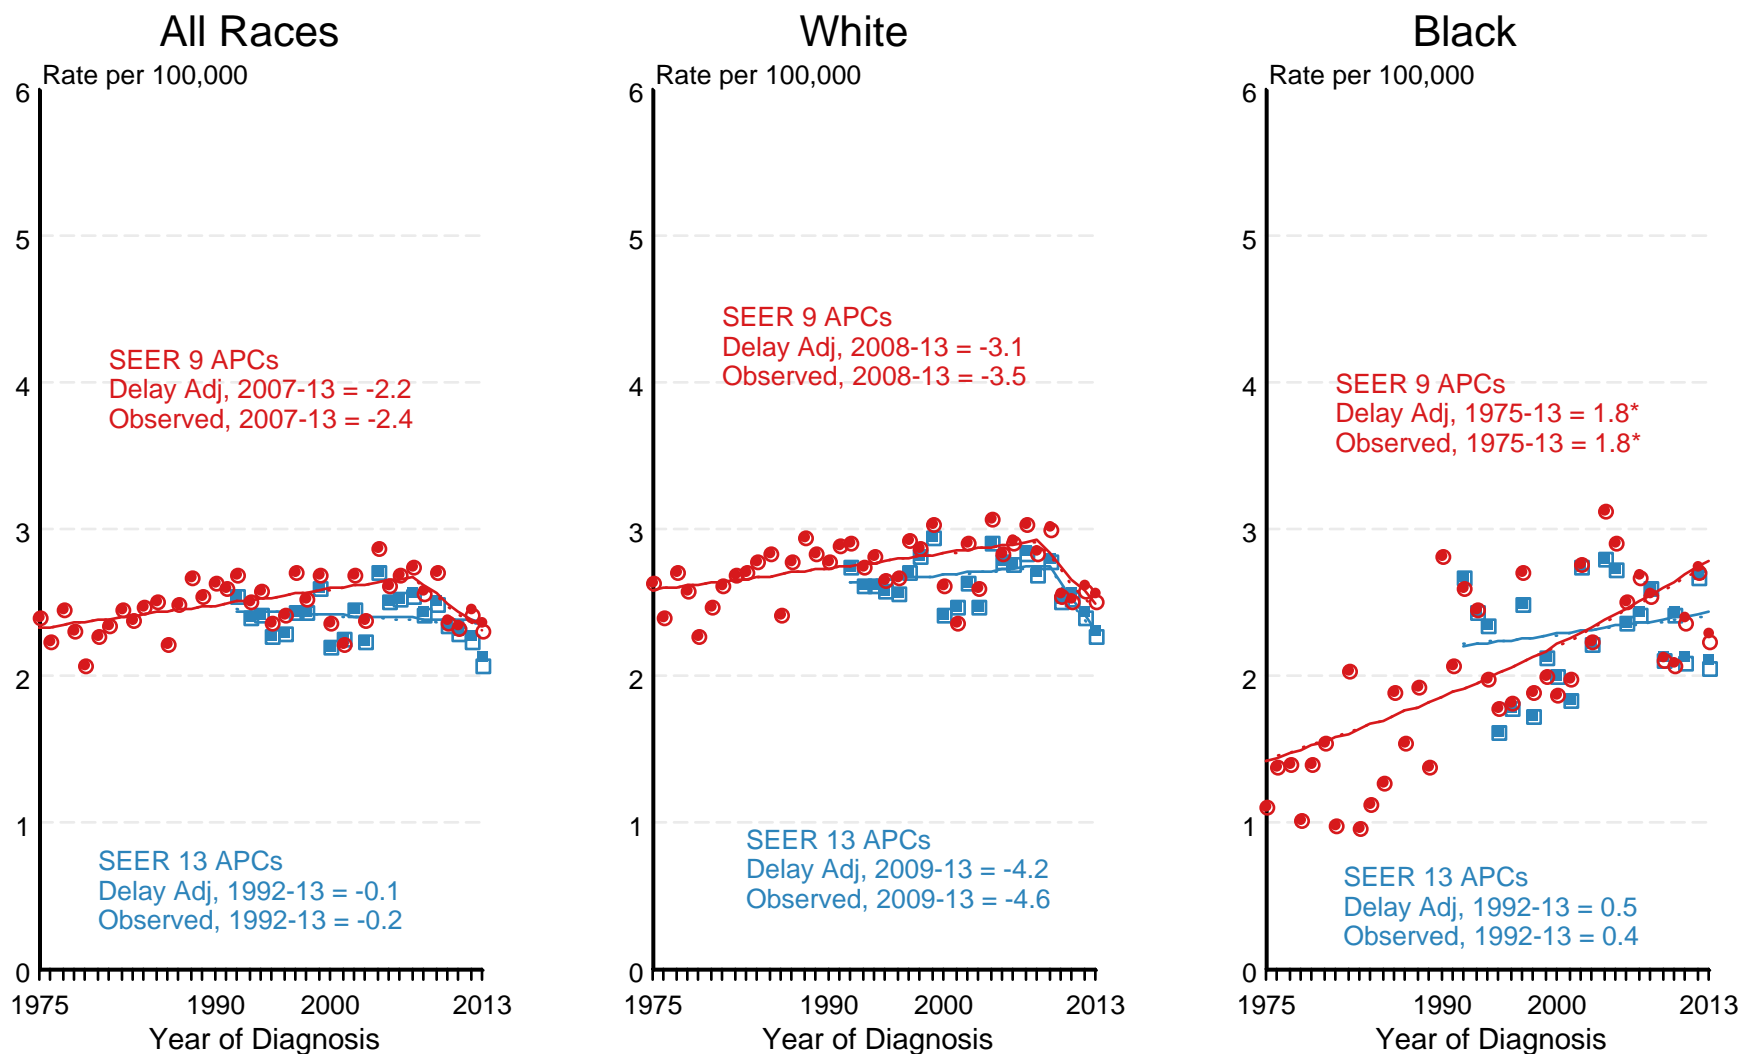 All Races
Rate per 100,000
6
5
4
3
2
1
0
SEER 9 APCs
Delay Adj, 2007-13 = -2.2
Observed, 2007-13 = -2.4
SEER 13 APCs
Delay Adj, 1992-13 = -0.1
Observed, 1992-13 = -0.2
1975 1990 2000 2013
Year of Diagnosis
White
Rate per 100,000
6
5
4
3
2
1
0
SEER 9 APCs
Delay Adj, 2008-13 = -3.1
Observed, 2008-13 = -3.5
SEER 13 APCs
Delay Adj, 2009-13 = -4.2
Observed, 2009-13 = -4.6
1975 1990 2000 2013
Year of Diagnosis
Black
Rate per 100,000
6
5
4
3
2
1
0
SEER 9 APCs
Delay Adj, 1975-13 = 1.8*
Observed, 1975-13 = 1.8*
SEER 13 APCs
Delay Adj, 1992-13 = 0.5
Observed, 1992-13 = 0.4
1975 1990 2000 2013
Year of Diagnosis